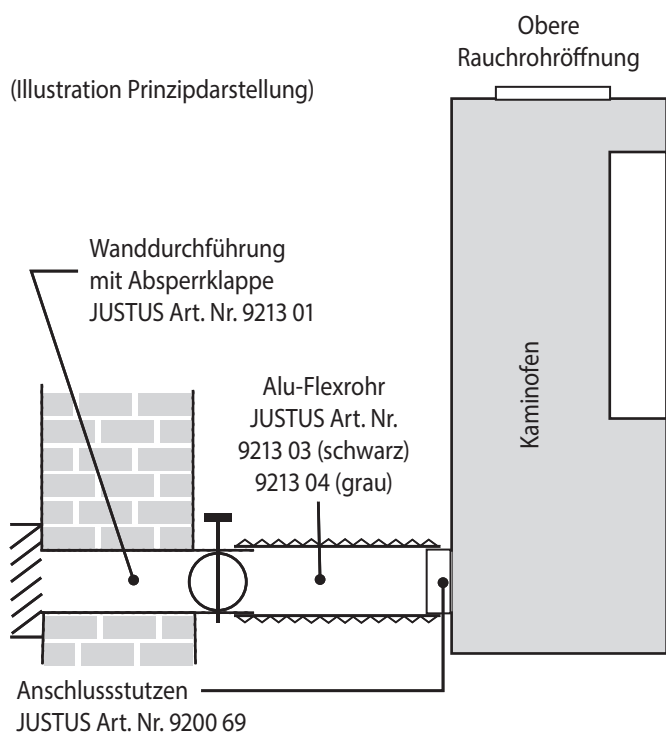 Obere
Rauchrohröffnung
(Illustration Prinzipdarstellung)
Wanddurchführung
mit Absperrklappe
JUSTUS Art. Nr. 9213 01
Alu-Flexrohr
JUSTUS Art. Nr.
9213 03 (schwarz)
9213 04 (grau)
Kaminofen
Anschlussstutzen
JUSTUS Art. Nr. 9200 69